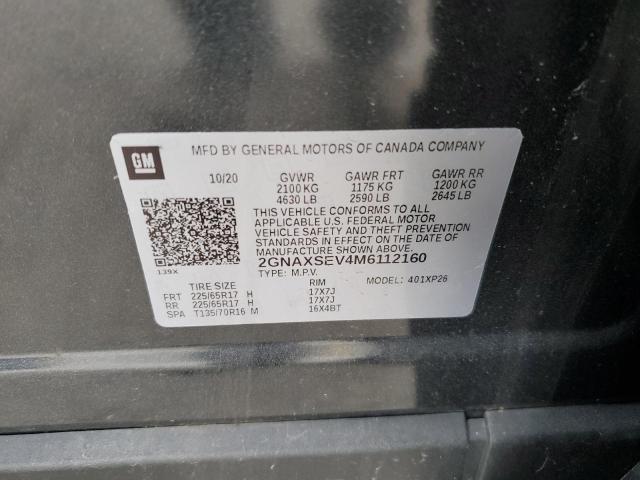 GM
MFD BY GENERAL MOTORS OF CANADA COMPANY
10/20 GVWR GAWR FRT GAWR RR
2100 KG 1175 KG 1200 KG
4630 LB 2590 LB 2645 LB
THIS VEHICLE CONFORMS TO ALL
APPLICABLE U.S. FEDERAL MOTOR
VEHICLE SAFETY AND THEFT
PREVENTION STANDARDS IN EFFECT
ON THE DATE OF
MANUFACTURE SHOWN ABOVE.
2GNAXSEV4M6112160
139X TYPE: M.P.V. MODEL: 401XP26
TIRE SIZE RIM
FRT 225/65R17 H 17X7J
RR 225/65R17 H 17X7J
SPA T135/70R16 M 16X4BT